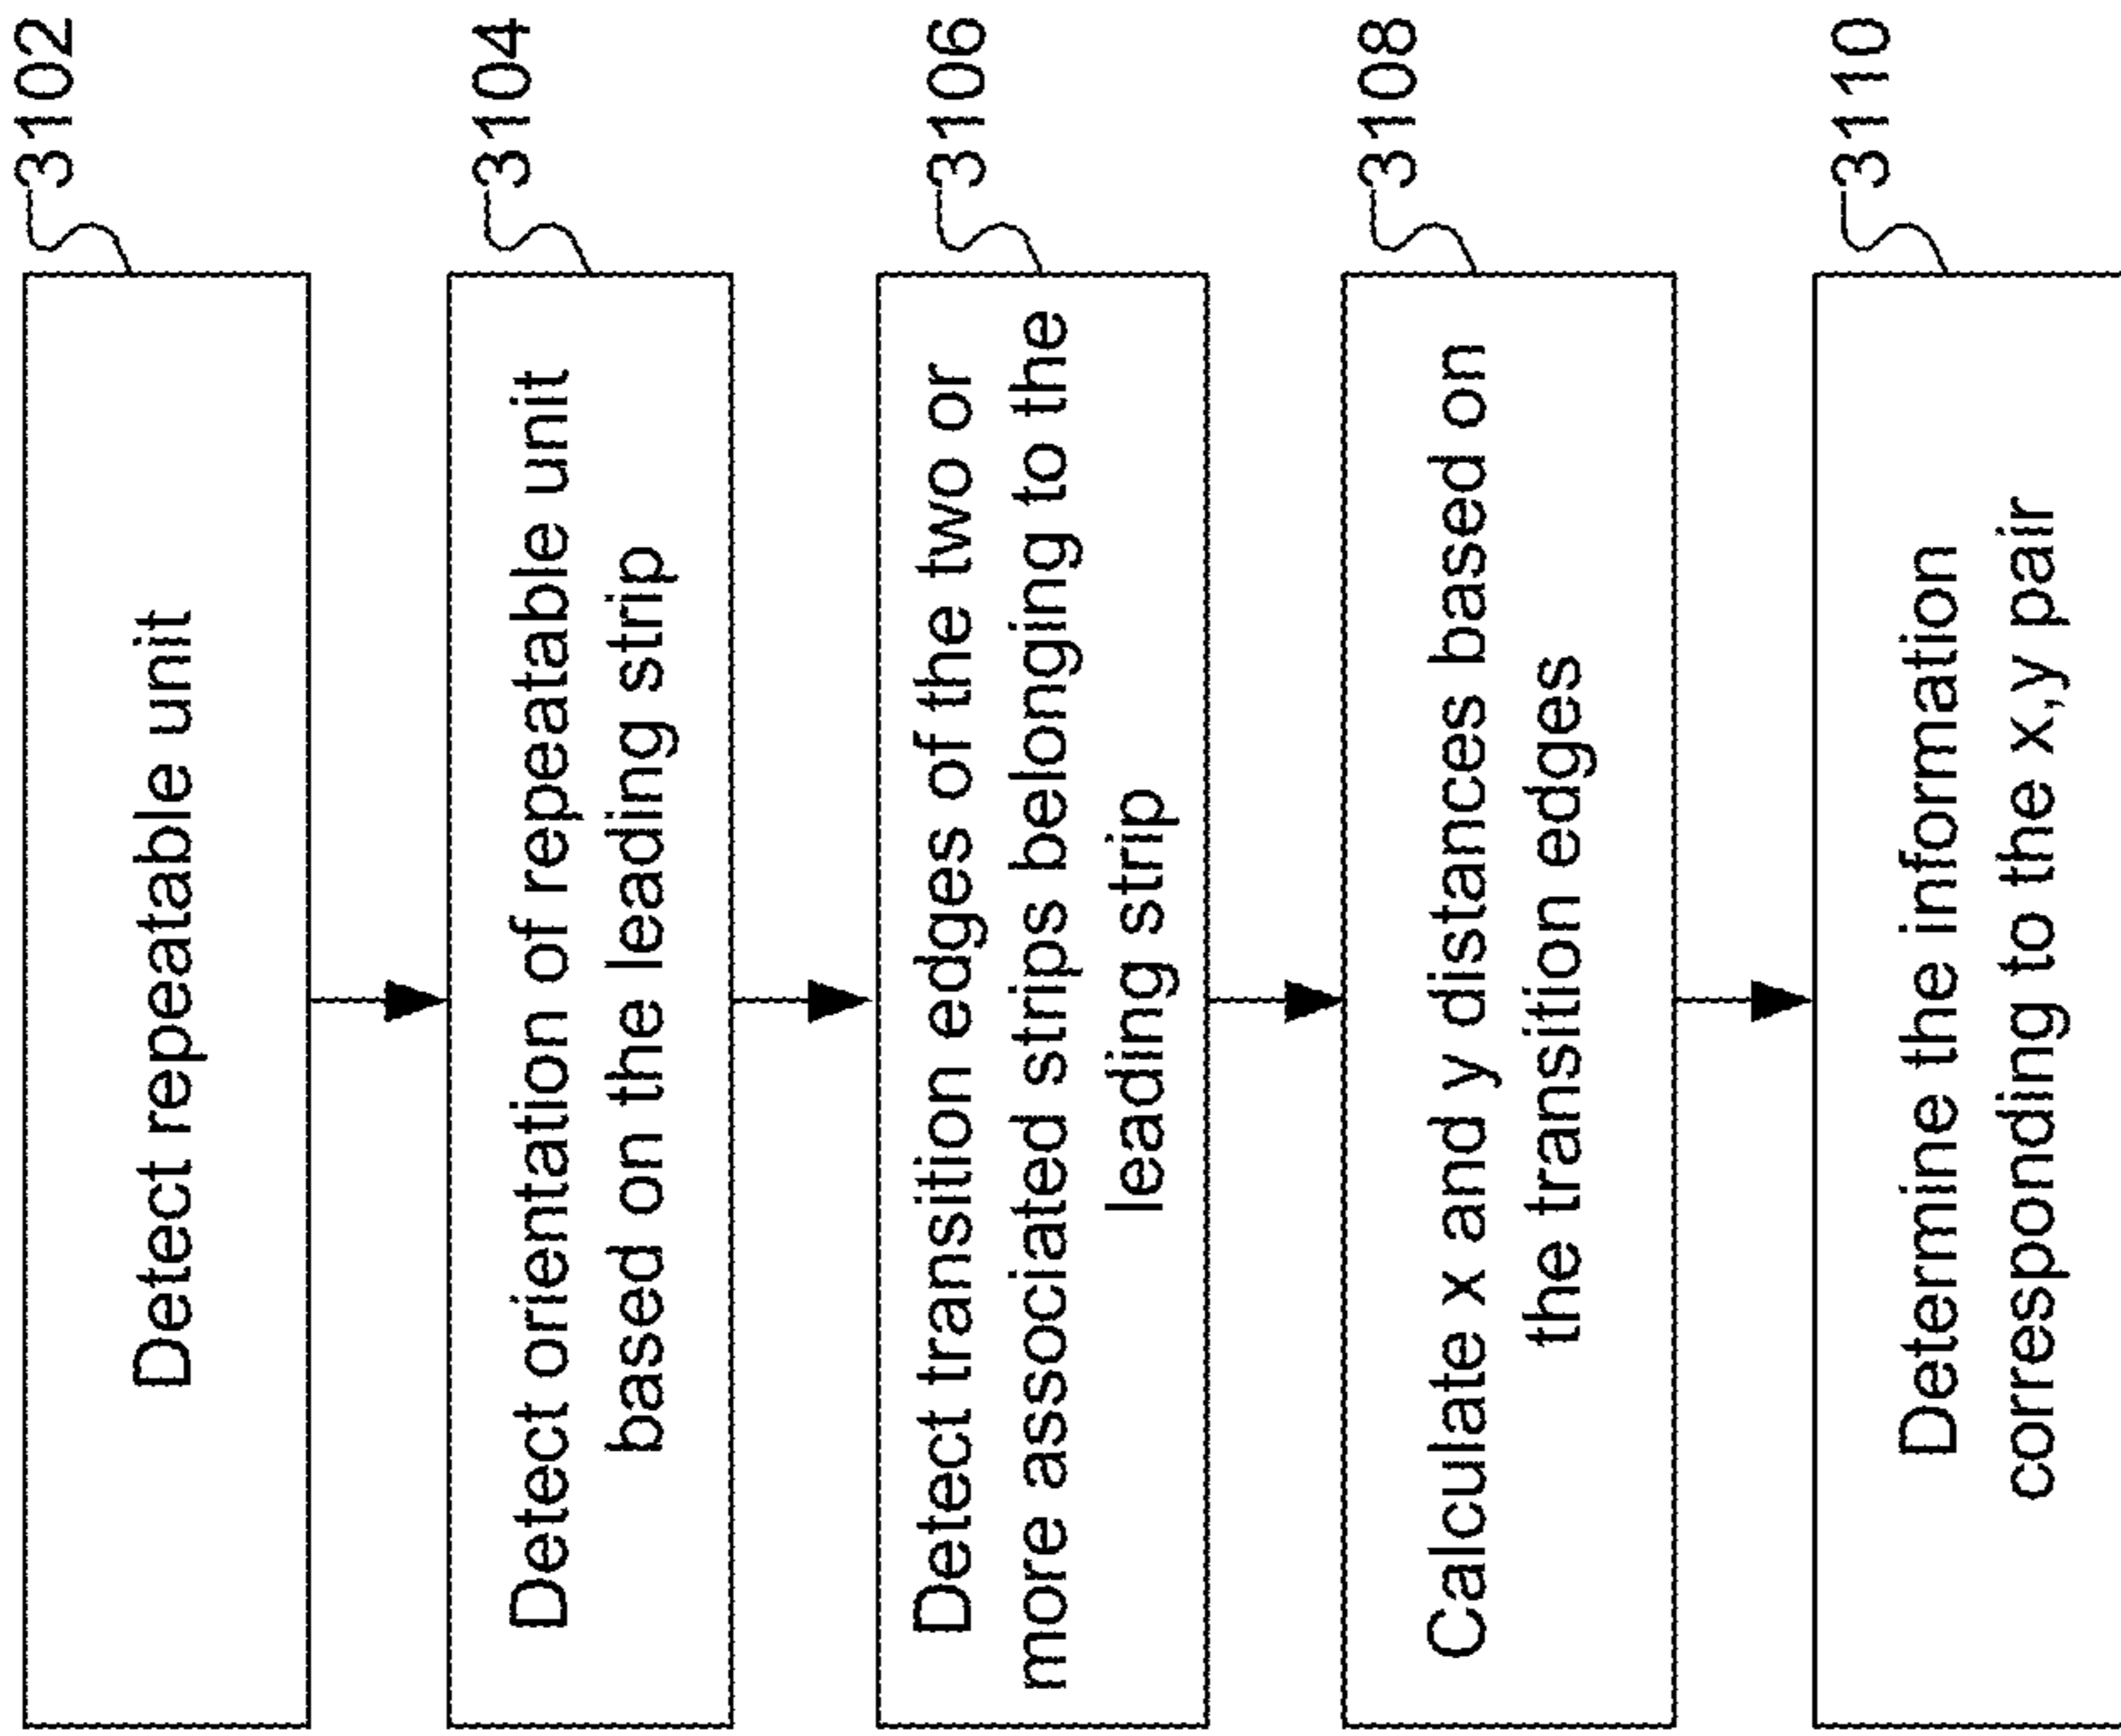 3102
Detect repeatable unit
3104
Detect orientation of repeatable unit
based on the leading strip
3106
Detect transition edges of the two or
more associated strips belonging to the
leading strip
3108
Calculate x and y distances based on
the transition edges
3110
Determine the information
corresponding to the x,y pair